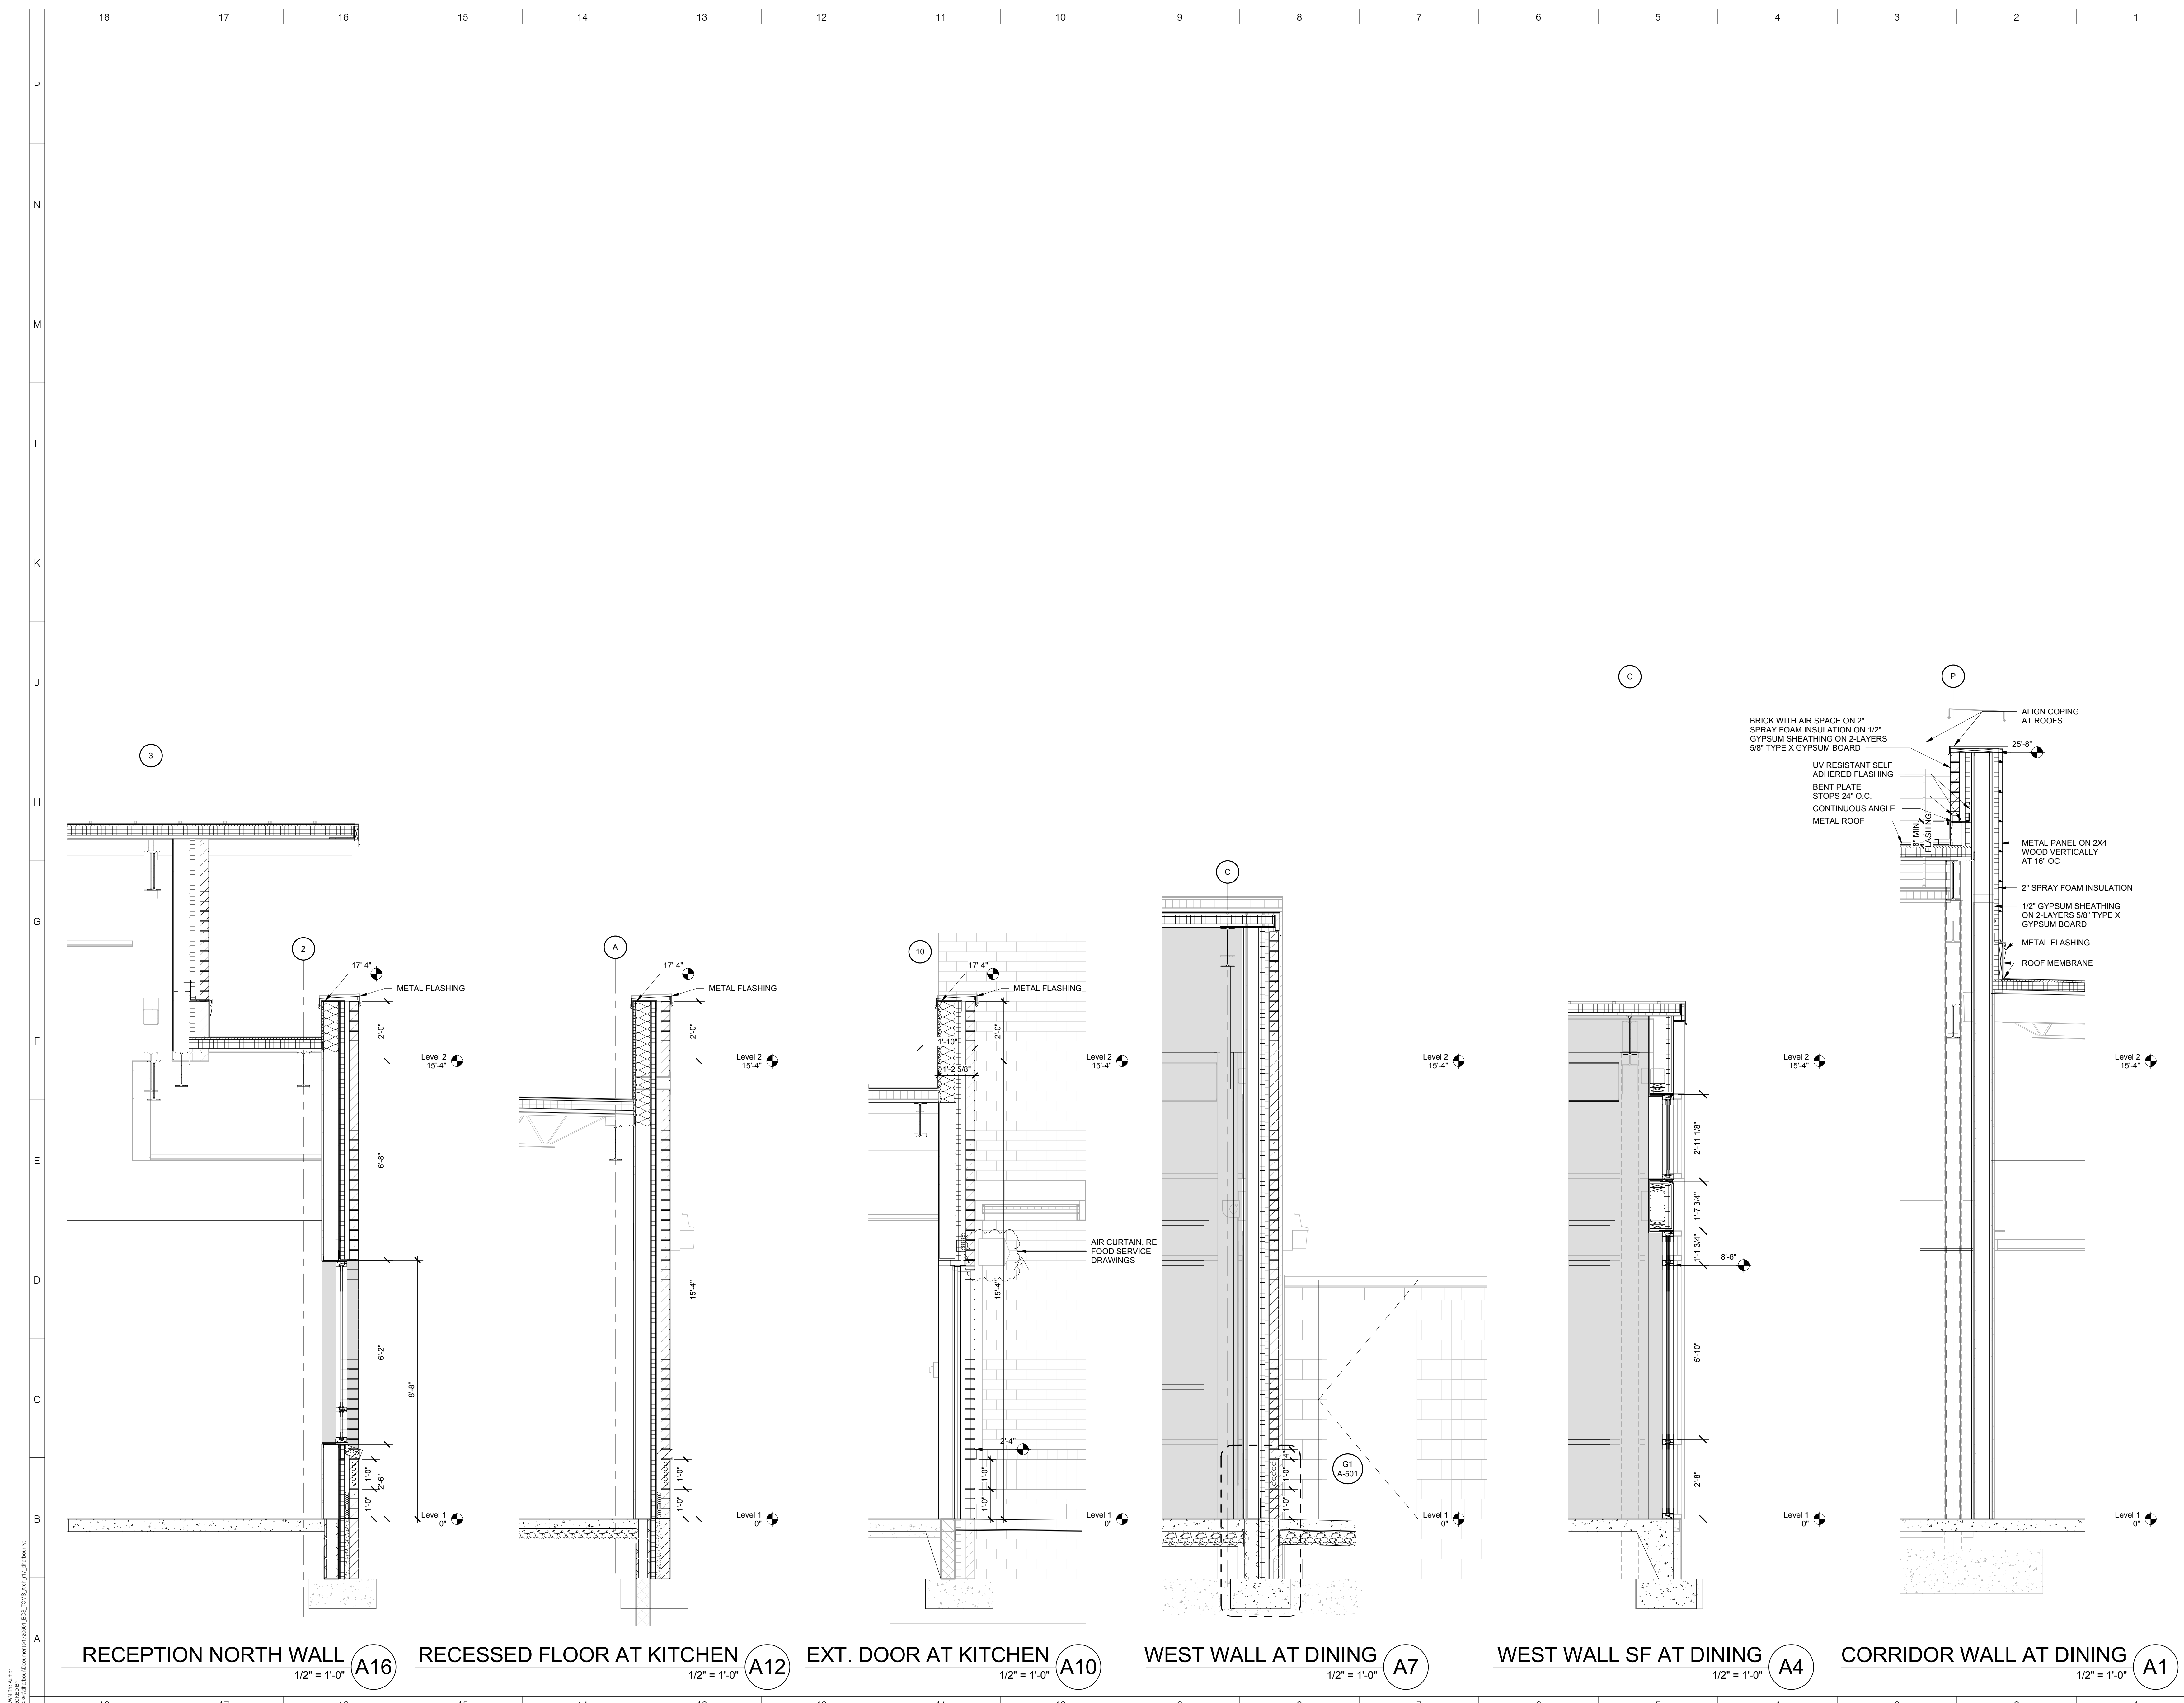 18 17 16 15 14 13 12 11 10 9 8 7 6 5 4 3 2 1
P
N
M
L
K
J
H
G
F
E
D
C
B
A
3
2
17'-4"
METAL FLASHING
2'-0"
Level 2
15'-4"
6'-8"
6'-2"
8'-8"
1'-0"
2'-6"
1'-0"
Level 1
0"
RECEPTION NORTH WALL
1/2" = 1'-0"
A16
A
17'-4"
METAL FLASHING
2'-0"
Level 2
15'-4"
15'-4"
1'-0"
1'-0"
Level 1
0"
RECESSED FLOOR AT KITCHEN
1/2" = 1'-0"
A12
10
17'-4"
METAL FLASHING
2'-0"
1'-10"
Level 2
15'-4"
1'-2 5/8"
AIR CURTAIN, RE
FOOD SERVICE
DRAWINGS
1
15'-4"
2'-4"
1'-0"
1'-0"
Level 1
0"
EXT. DOOR AT KITCHEN
1/2" = 1'-0"
A10
C
Level 2
15'-4"
4"
1'-0"
1'-0"
G1
A-501
Level 1
0"
WEST WALL AT DINING
1/2" = 1'-0"
A7
C
Level 2
15'-4"
2'-11 1/8"
1'-7 3/4"
1'-1 3/4"
8'-6"
5'-10"
2'-8"
Level 1
0"
WEST WALL SF AT DINING
1/2" = 1'-0"
A4
P
ALIGN COPING
AT ROOFS
BRICK WITH AIR SPACE ON 2"
SPRAY FOAM INSULATION ON 1/2"
GYPSUM SHEATHING ON 2-LAYERS
5/8" TYPE X GYPSUM BOARD
25'-8"
UV RESISTANT SELF
ADHERED FLASHING
BENT PLATE
STOPS 24" O.C.
CONTINUOUS ANGLE
METAL ROOF
8" MIN.
FLASHING
METAL PANEL ON 2X4
WOOD VERTICALLY
AT 16" OC
2" SPRAY FOAM INSULATION
1/2" GYPSUM SHEATHING
ON 2-LAYERS 5/8" TYPE X
GYPSUM BOARD
METAL FLASHING
ROOF MEMBRANE
Level 2
15'-4"
Level 1
0"
CORRIDOR WALL AT DINING
1/2" = 1'-0"
A1